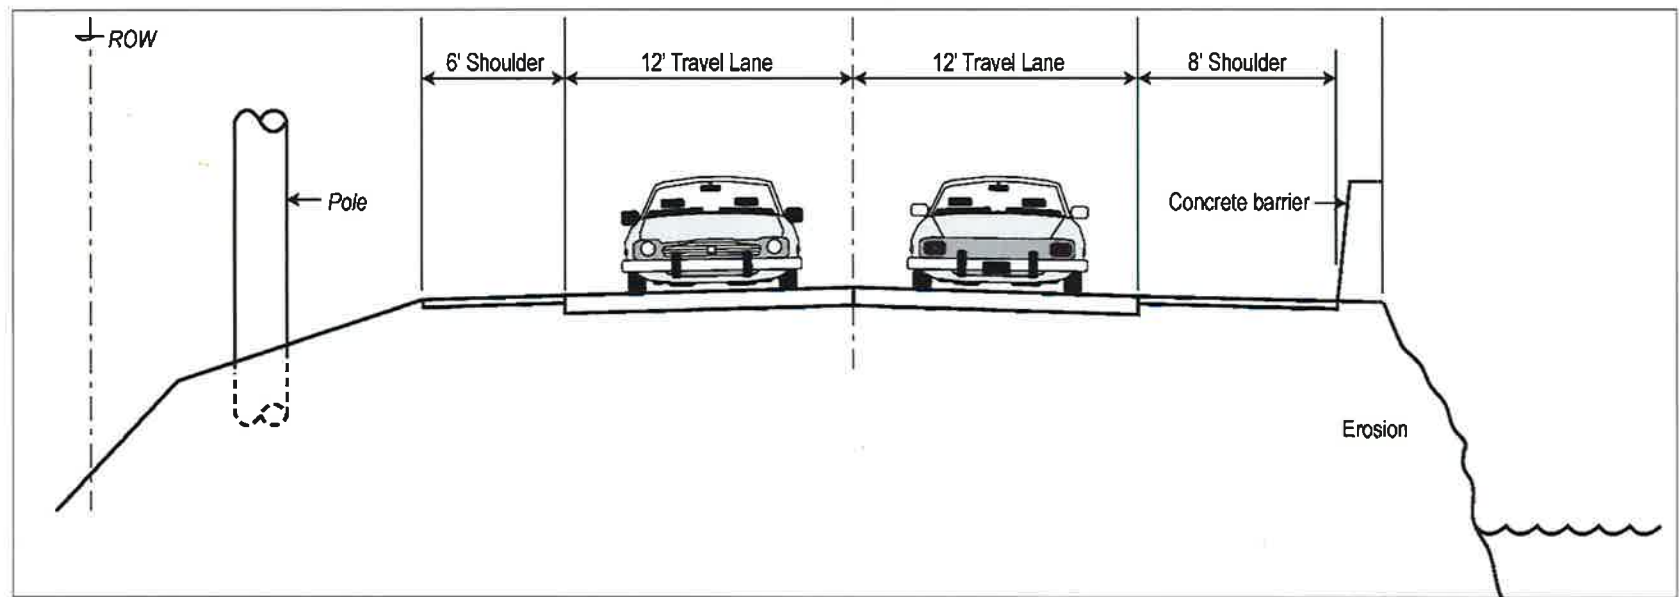 ROW
6' Shoulder
12' Travel Lane
12' Travel Lane
8' Shoulder
Pole
Concrete barrier
Erosion